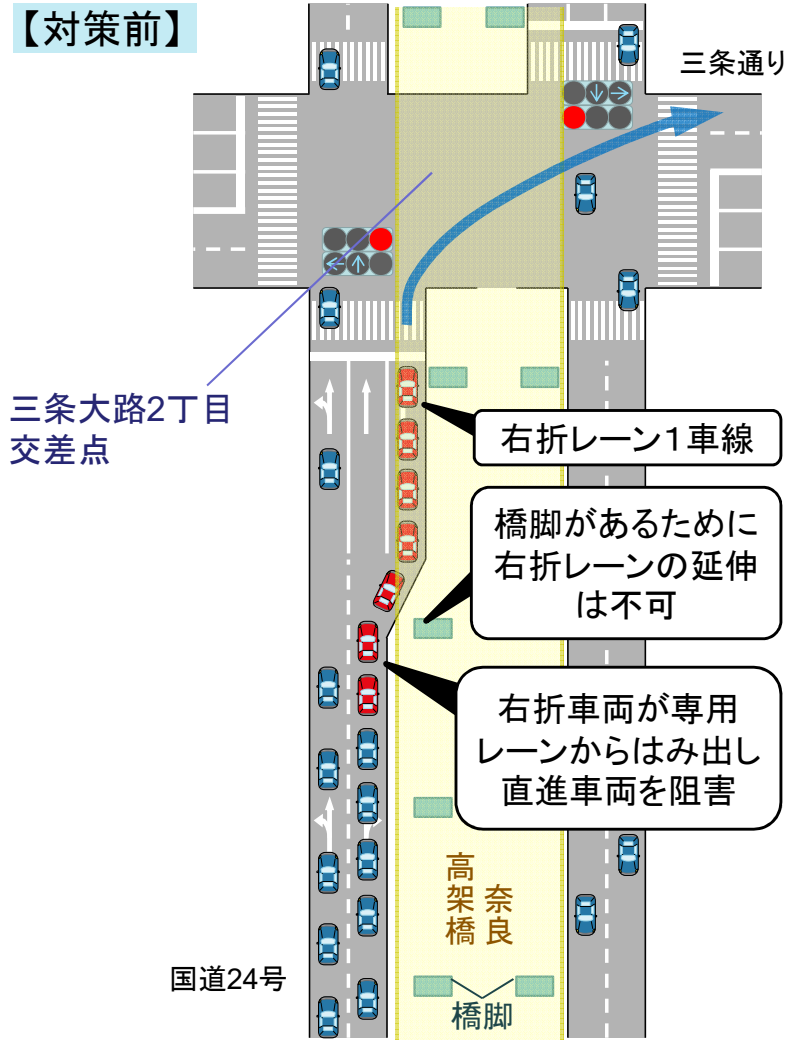 【対策前】
三条通り
三条大路2丁目
交差点
右折レーン１車線
橋脚があるために
右折レーンの延伸
は不可
右折車両が専用
レーンからはみ出し
直進車両を阻害
奈良
高架橋
国道24号
橋脚